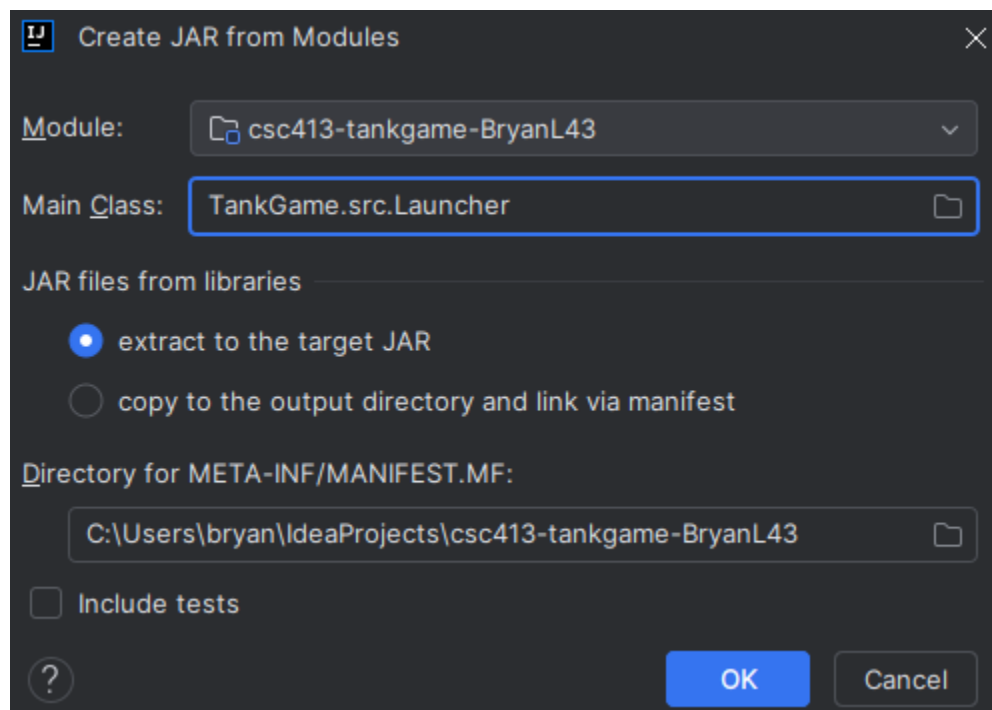 IJ
Create JAR from Modules
Module: csc413-tankgame-BryanL43
Main Class: TankGame.src.Launcher
JAR files from libraries
extract to the target JAR
copy to the output directory and link via manifest
Directory for META-INF/MANIFEST.MF:
C:\Users\bryan\IdeaProjects\csc413-tankgame-BryanL43
Include tests
? OK Cancel